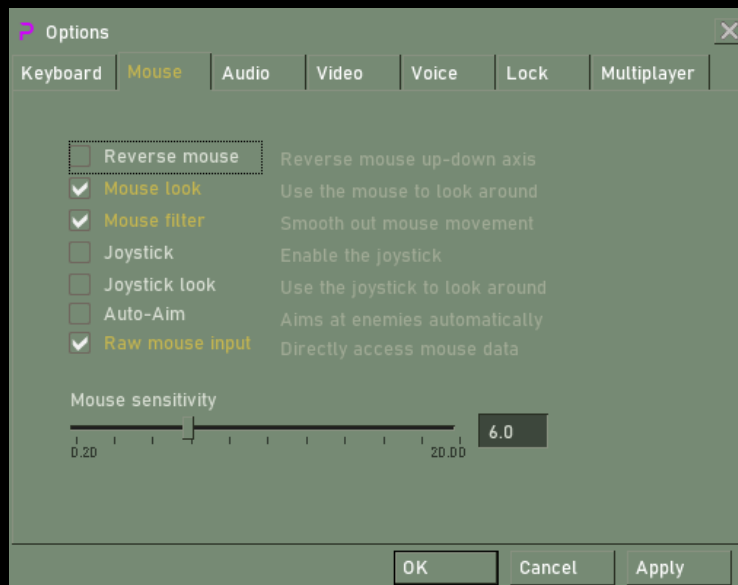 Options
Keyboard Mouse Audio Video Voice Lock Multiplayer
Reverse mouse Reverse mouse up-down axis
Mouse look Use the mouse to look around
Mouse filter Smooth out mouse movement
Joystick Enable the joystick
Joystick look Use the joystick to look around
Auto-Aim Aims at enemies automatically
Raw mouse input Directly access mouse data
Mouse sensitivity
6.0
0.20 20.00
OK Cancel Apply